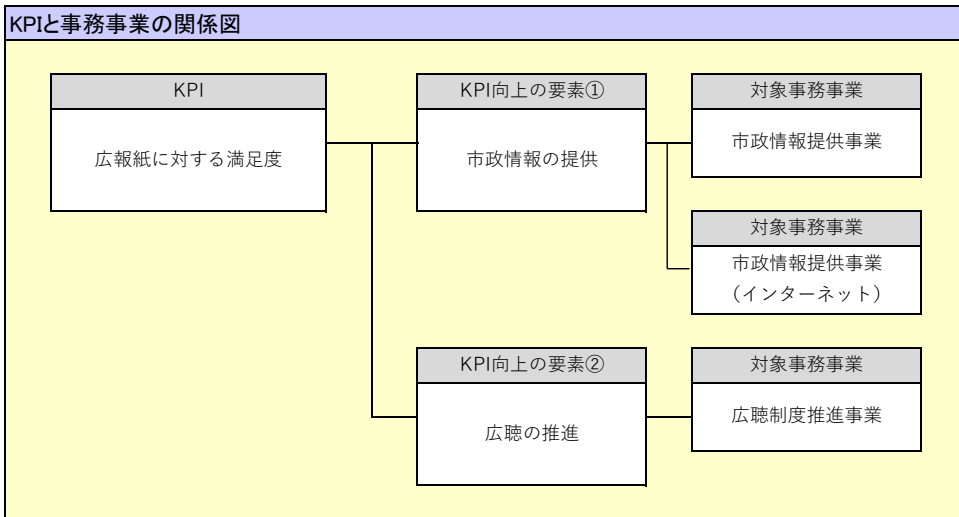 KPIと事務事業の関係図
KPI
広報紙に対する満足度
KPI向上の要素①
市政情報の提供
対象事務事業
市政情報提供事業
対象事務事業
市政情報提供事業
（インターネット）
KPI向上の要素②
広聴の推進
対象事務事業
広聴制度推進事業